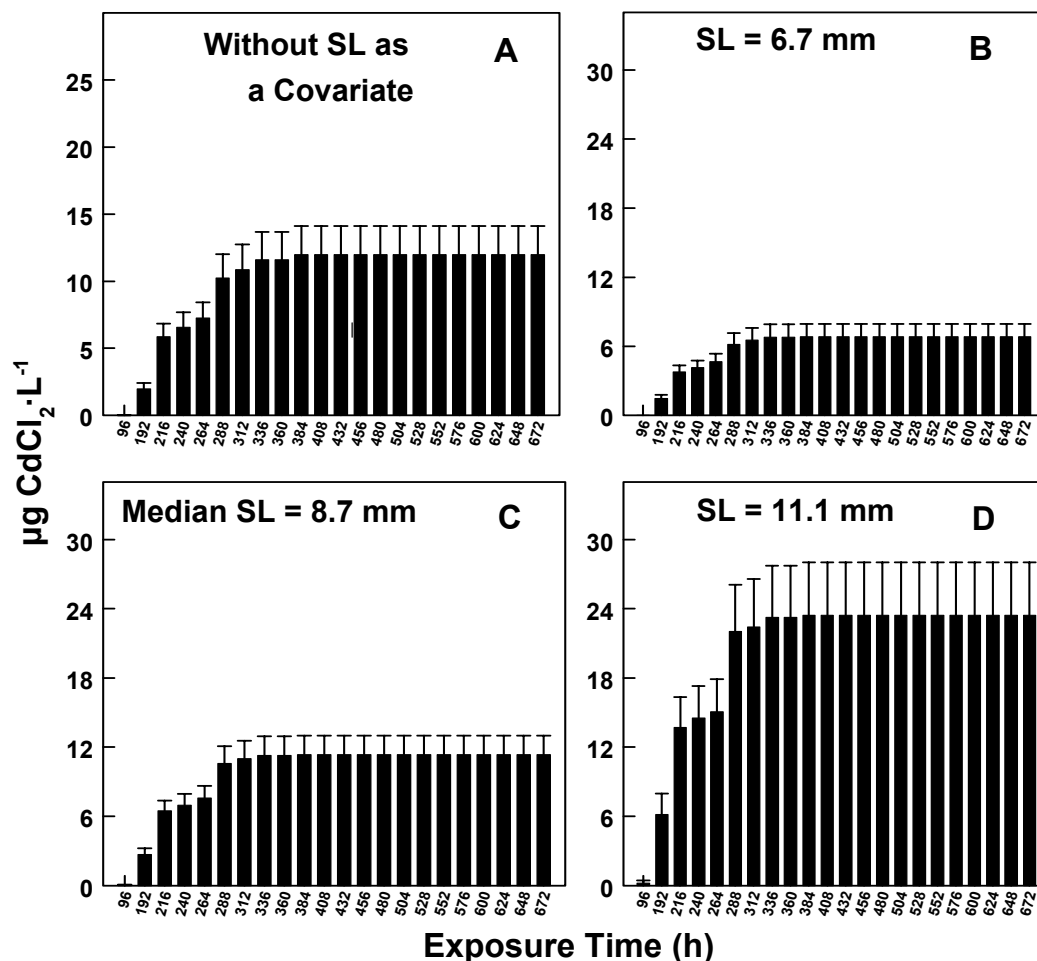 Without SL as
a Covariate
A
25
20
15
10
5
0
96 192 216 240 264 288 312 336 360 384 408 432 456 480 504 528 552 576 600 624 648 672
SL = 6.7 mm
B
30
24
18
12
6
0
96 192 216 240 264 288 312 336 360 384 408 432 456 480 504 528 552 576 600 624 648 672
µg CdCl₂·L⁻¹
Median SL = 8.7 mm
C
30
24
18
12
6
0
96 192 216 240 264 288 312 336 360 384 408 432 456 480 504 528 552 576 600 624 648 672
SL = 11.1 mm
D
30
24
18
12
6
0
96 192 216 240 264 288 312 336 360 384 408 432 456 480 504 528 552 576 600 624 648 672
Exposure Time (h)